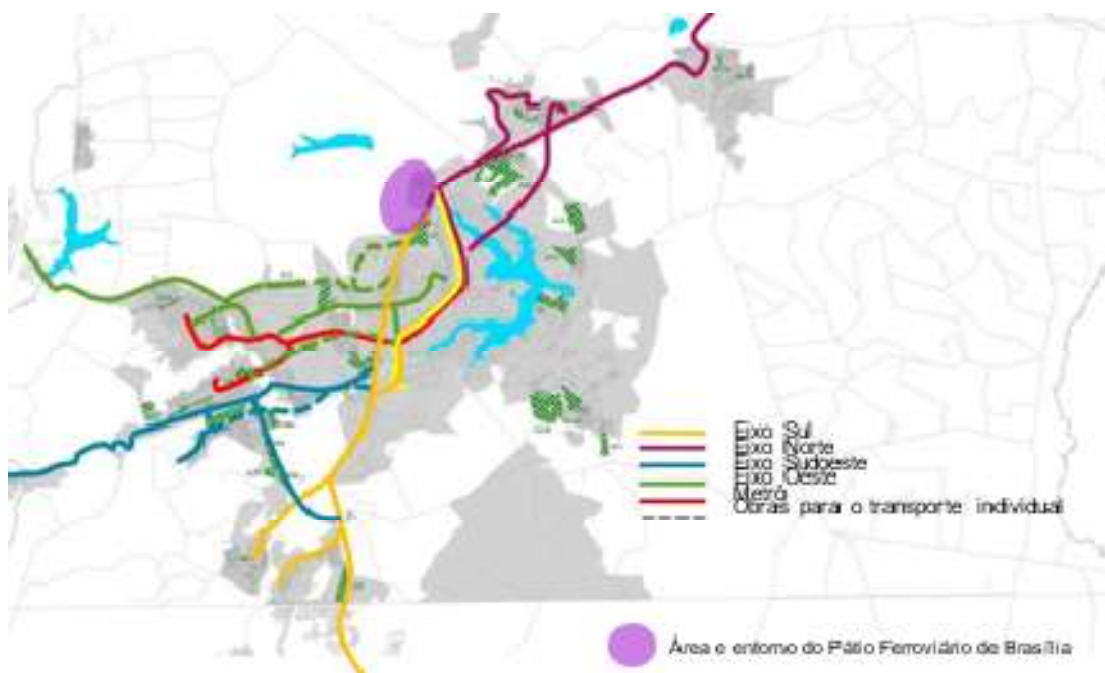 Eixo Sul
Eixo Norte
Eixo Sudoeste
Eixo Oeste
Metrô
Obras para o transporte individual
Área e entorno do Pátio Ferroviário de Brasília